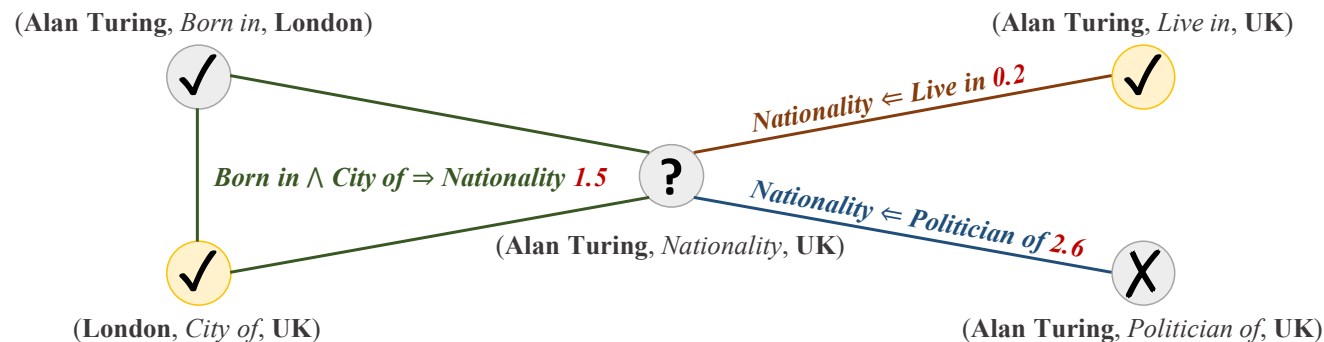 (Alan Turing, Born in, London)
(Alan Turing, Live in, UK)
Nationality ⇐ Live in 0.2
Born in ∧ City of ⇒ Nationality 1.5
?
Nationality ⇐ Politician of 2.6
(Alan Turing, Nationality, UK)
(London, City of, UK)
(Alan Turing, Politician of, UK)